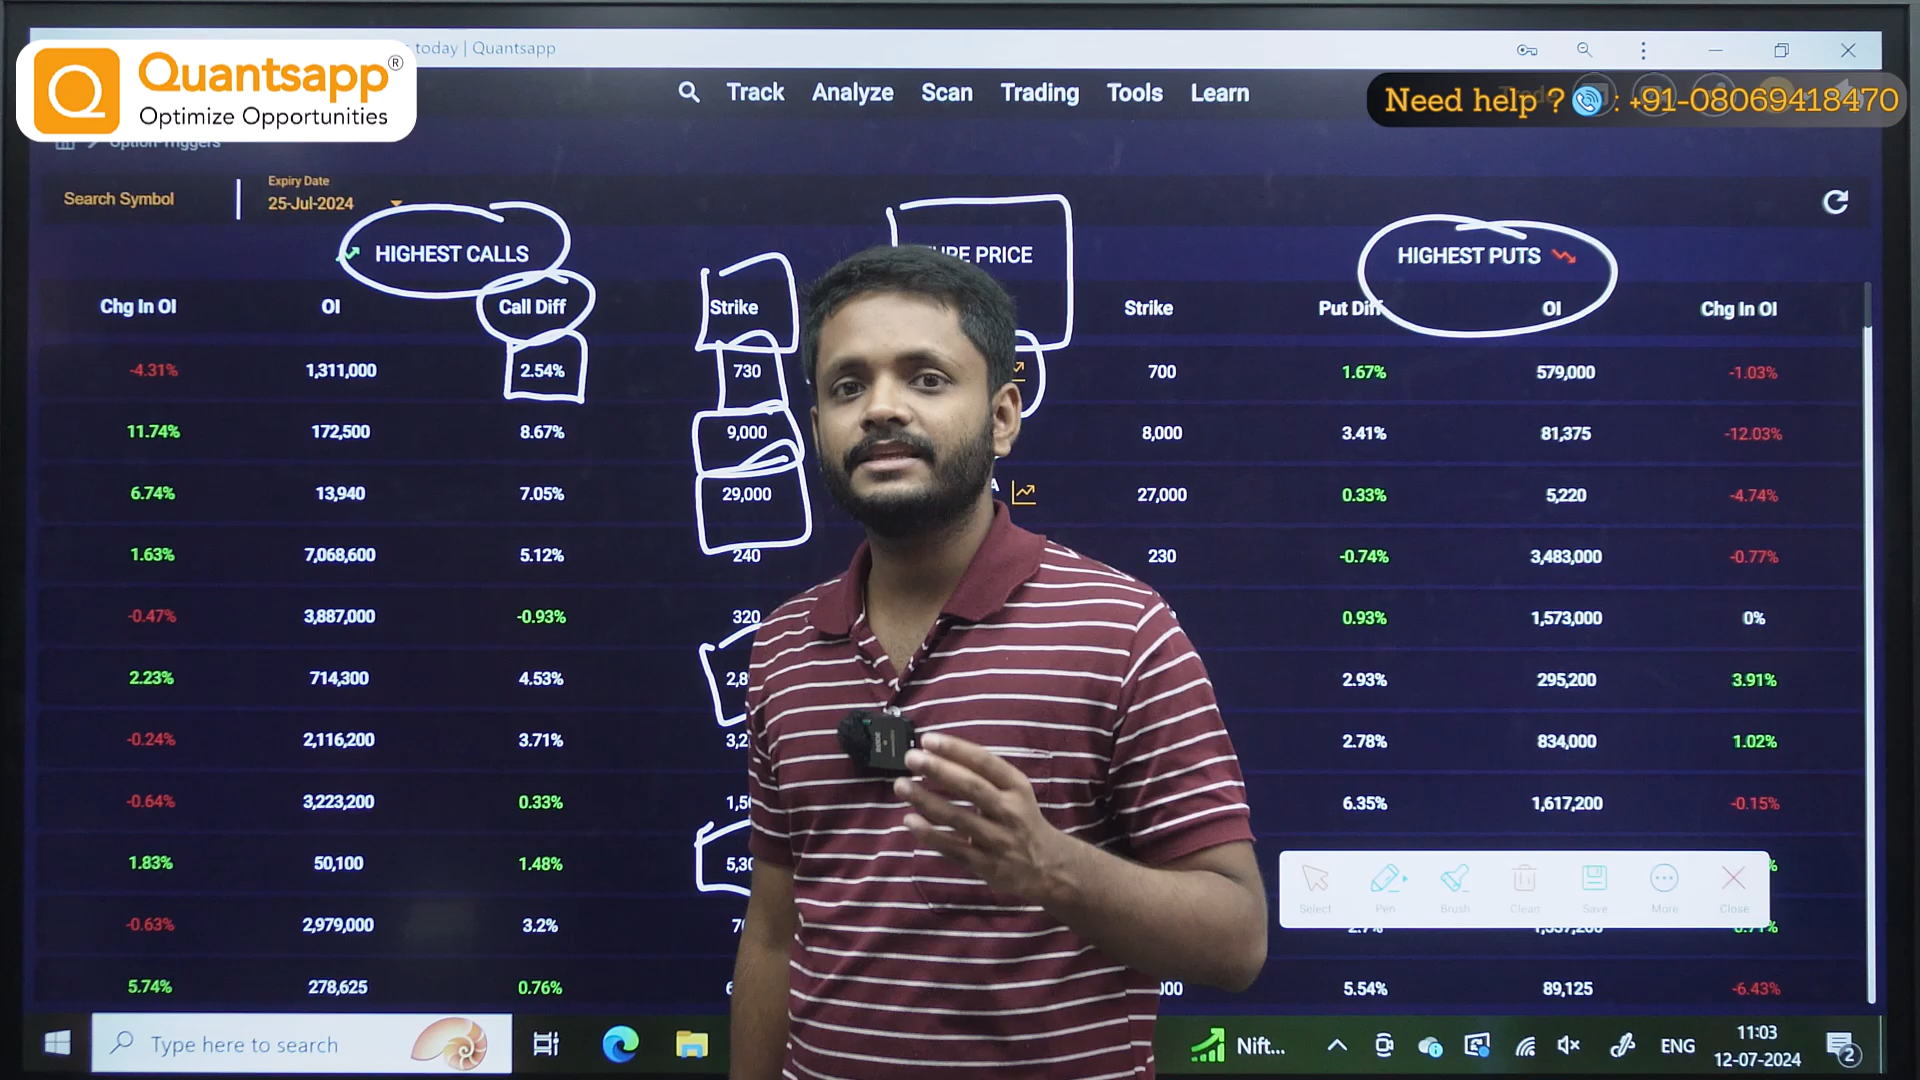 today | Quantsapp
Quantsapp®
Optimize Opportunities
Track Analyze Scan Trading Tools Learn
Need help ? : +91-08069418470
Option-Triggers
Search Symbol
Expiry Date
25-Jul-2024
HIGHEST CALLS
PRICE
HIGHEST PUTS
Chg In OI OI Call Diff Strike Strike Put Diff OI Chg In OI
-4.31% 1,311,000 2.54% 730 700 1.67% 579,000 -1.03%
11.74% 172,500 8.67% 9,000 8,000 3.41% 81,375 -12.03%
6.74% 13,940 7.05% 29,000 27,000 0.33% 5,220 -4.74%
1.63% 7,068,600 5.12% 240 230 -0.74% 3,483,000 -0.77%
-0.47% 3,887,000 -0.93% 320 0.93% 1,573,000 0%
2.23% 714,300 4.53% 2.93% 295,200 3.91%
-0.24% 2,116,200 3.71% 2.78% 834,000 1.02%
-0.64% 3,223,200 0.33% 6.35% 1,617,200 -0.15%
1.83% 50,100 1.48%
Select Pen Brush Clean Save More Close
-0.63% 2,979,000 3.2%
5.74% 278,625 0.76% 5.54% 89,125 -6.43%
Type here to search
Nift...
ENG
11:03
12-07-2024
2